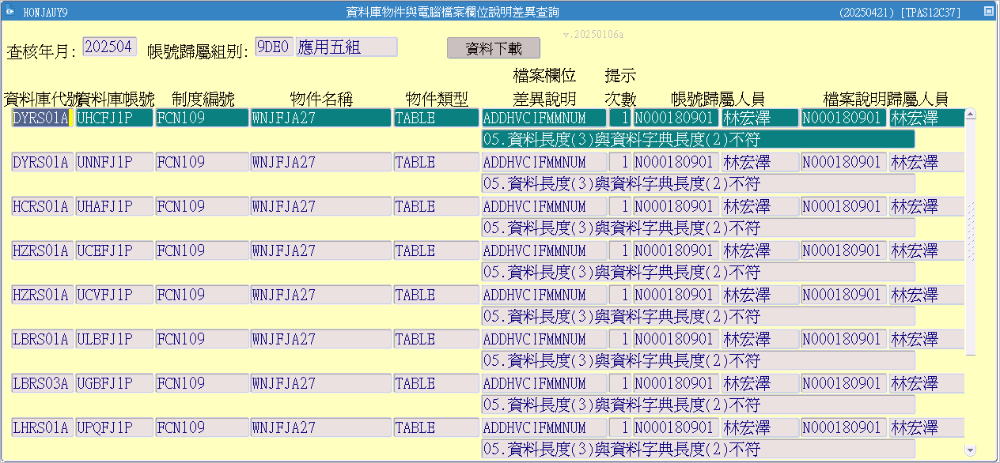 HONJAUY9 資料庫物件與電腦檔案欄位說明差異查詢 (20250421) [TPAS12C37]
v.20250106a
查核年月: 202504 帳號歸屬組別: 9DE0 應用五組 資料下載
檔案欄位 提示
資料庫代號 資料庫帳號 制度編號 物件名稱 物件類型 差異說明 次數 帳號歸屬人員 檔案說明歸屬人員
DYRS01A UHCFJ1P FCN109 WNJFJA27 TABLE ADDHVCIFMMNUM 1 N000180901 林宏澤 N000180901 林宏澤
05.資料長度(3)與資料字典長度(2)不符
DYRS01A UNNFJ1P FCN109 WNJFJA27 TABLE ADDHVCIFMMNUM 1 N000180901 林宏澤 N000180901 林宏澤
05.資料長度(3)與資料字典長度(2)不符
HCRS01A UHAFJ1P FCN109 WNJFJA27 TABLE ADDHVCIFMMNUM 1 N000180901 林宏澤 N000180901 林宏澤
05.資料長度(3)與資料字典長度(2)不符
HZRS01A UCEFJ1P FCN109 WNJFJA27 TABLE ADDHVCIFMMNUM 1 N000180901 林宏澤 N000180901 林宏澤
05.資料長度(3)與資料字典長度(2)不符
HZRS01A UCVFJ1P FCN109 WNJFJA27 TABLE ADDHVCIFMMNUM 1 N000180901 林宏澤 N000180901 林宏澤
05.資料長度(3)與資料字典長度(2)不符
LBRS01A ULBFJ1P FCN109 WNJFJA27 TABLE ADDHVCIFMMNUM 1 N000180901 林宏澤 N000180901 林宏澤
05.資料長度(3)與資料字典長度(2)不符
LBRS03A UGBFJ1P FCN109 WNJFJA27 TABLE ADDHVCIFMMNUM 1 N000180901 林宏澤 N000180901 林宏澤
05.資料長度(3)與資料字典長度(2)不符
LHRS01A UPQFJ1P FCN109 WNJFJA27 TABLE ADDHVCIFMMNUM 1 N000180901 林宏澤 N000180901 林宏澤
05.資料長度(3)與資料字典長度(2)不符